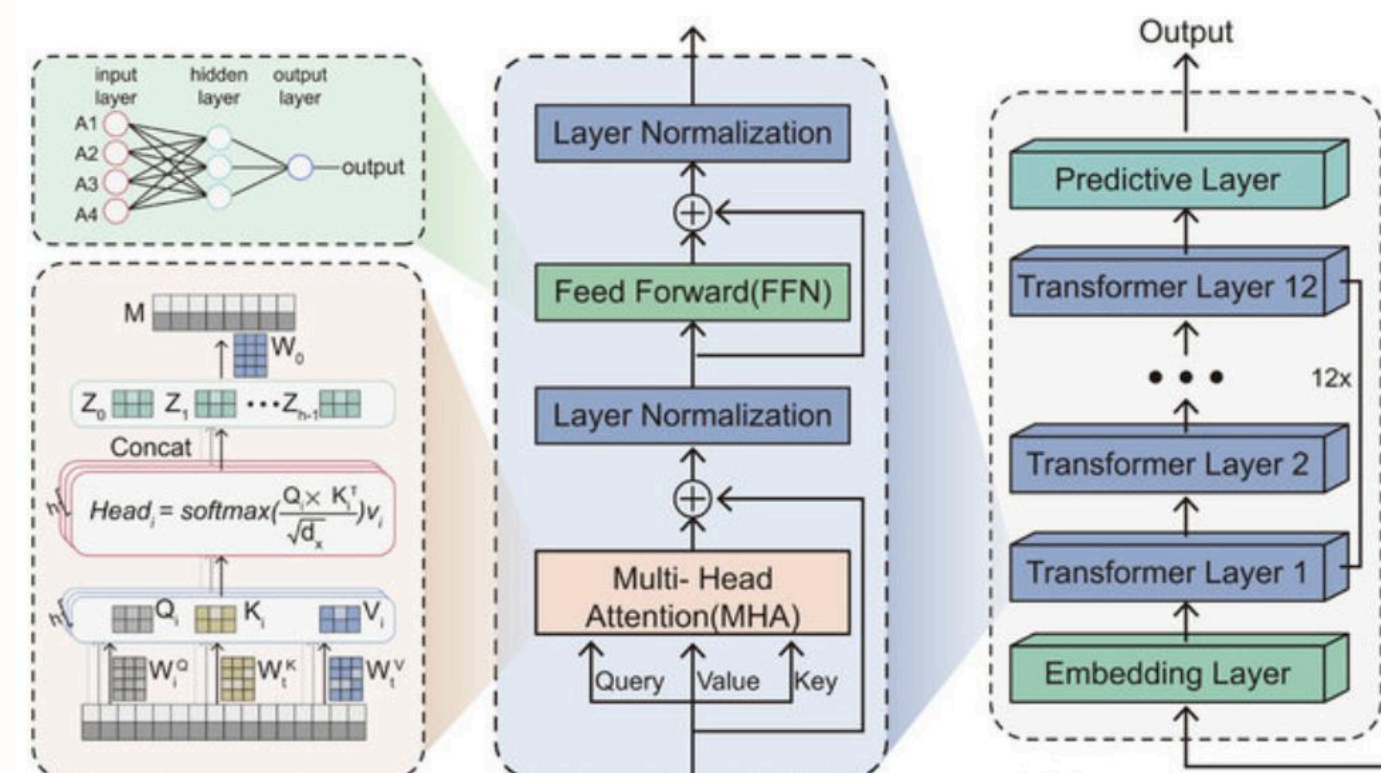 input layer
hidden layer
output layer
A1
A2
A3
A4
output
M
W₀
Z₀
Z₁
•••
Zₕ₋₁
Concat
h
Headᵢ = softmax(Qᵢ× Kᵢᵀ/√dₓ)vᵢ
h
Qᵢ
Kᵢ
Vᵢ
WᵢQ
WₜK
WₜV
Layer Normalization
Feed Forward(FFN)
Layer Normalization
Multi- Head
Attention(MHA)
Query
Value
Key
Output
Predictive Layer
Transformer Layer 12
12x
Transformer Layer 2
Transformer Layer 1
Embedding Layer